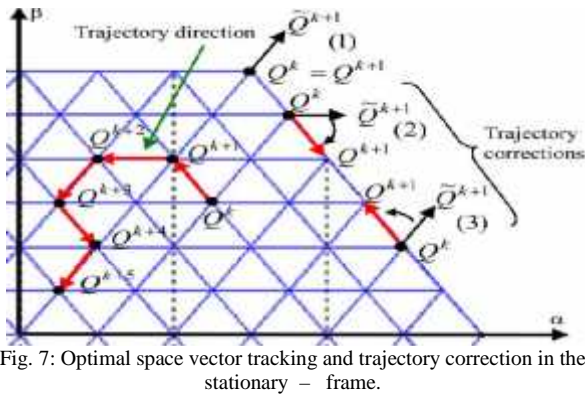 β
Trajectory direction
Q̃^{k+1}
(1)
Q^k = Q^{k+1}
Q^k
Q̃^{k+1}
(2)
Trajectory
corrections
Q^{k+2}
Q^{k+1}
Q^{k+1}
Q^{k+1}
Q̃^{k+1}
(3)
Q^{k+3}
Q^k
Q^{k+4}
Q^k
Q^{k+5}
α
Fig. 7: Optimal space vector tracking and trajectory correction in the
stationary – frame.